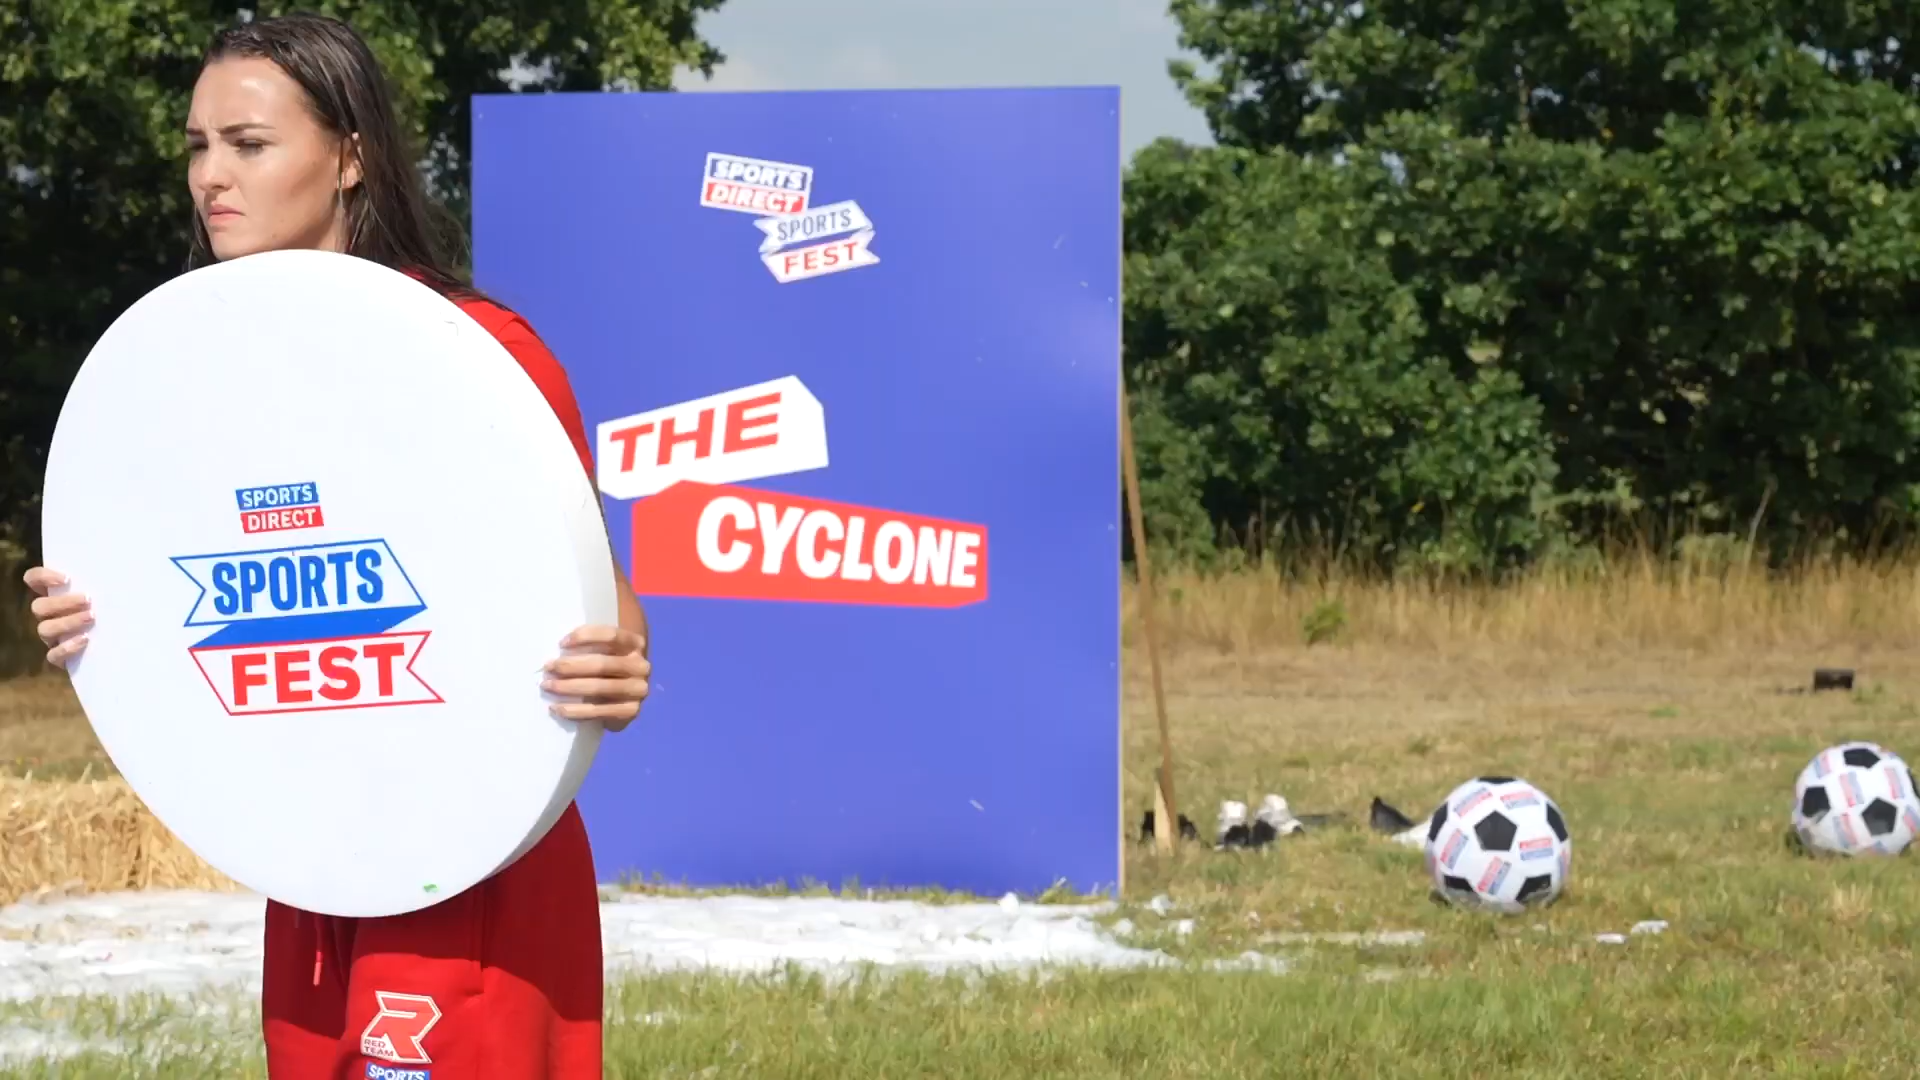 SPORTS
DIRECT
SPORTS
FEST
THE
CYCLONE
SPORTS
DIRECT
SPORTS
FEST
R
RED
TEAM
SPORTS